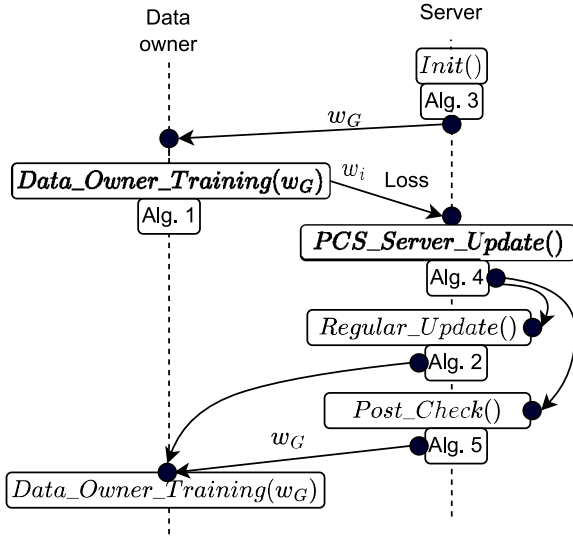 Data
owner
Server
Init()
Alg. 3
w_G
Data_Owner_Training(w_G)
w_i
Loss
Alg. 1
PCS_Server_Update()
Alg. 4
Regular_Update()
Alg. 2
Post_Check()
w_G
Alg. 5
Data_Owner_Training(w_G)